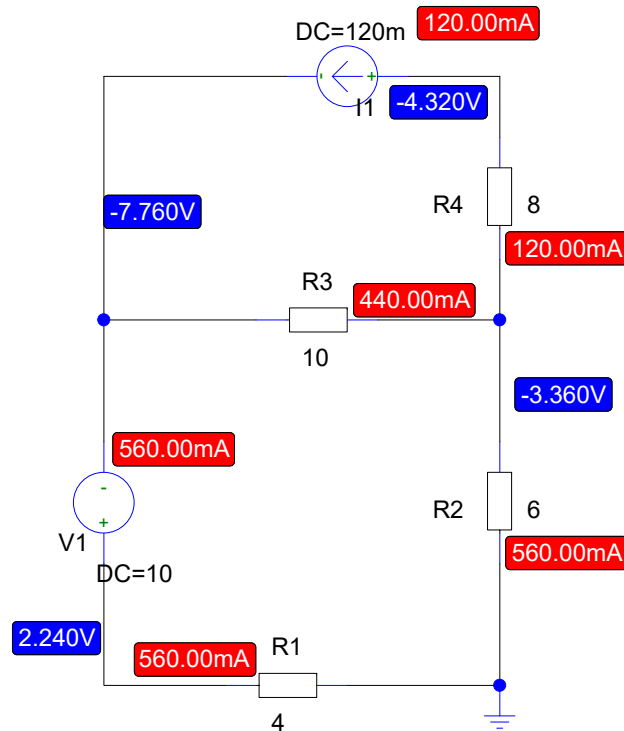 DC=120m
120.00mA
-
+
I1
-4.320V
-7.760V
R4
8
120.00mA
R3
440.00mA
10
-3.360V
560.00mA
-
+
V1
DC=10
R2
6
560.00mA
2.240V
560.00mA
R1
4